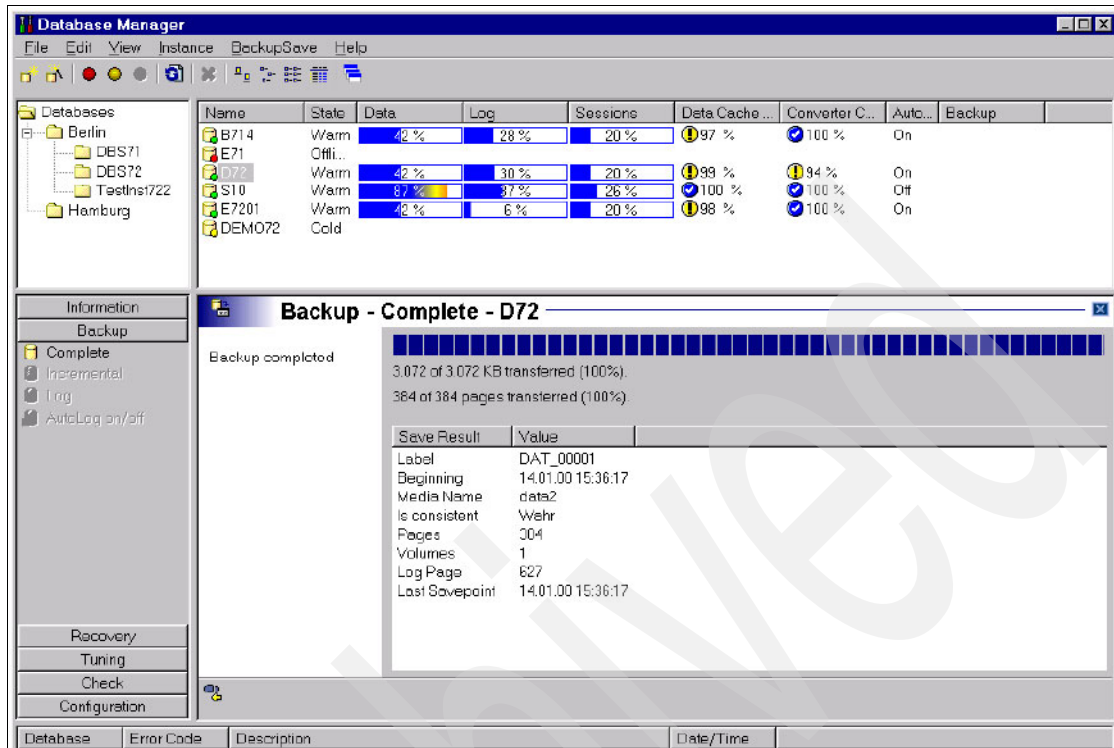 Database Manager
File Edit View Instance BackupSave Help
Databases
Berlin
DBS71
DBS72
TestInst722
Hamburg
Name State Data Log Sessions Data Cache ... Converter C... Auto... Backup
B714 Warm 42 % 28 % 20 % 97 % 100 % On
E71 Offli...
D72 Warm 42 % 30 % 20 % 99 % 94 % On
S10 Warm 87 % 37 % 26 % 100 % 100 % Off
E7201 Warm 42 % 6 % 20 % 98 % 100 % On
DEMO72 Cold
Information
Backup
Complete
Incremental
Log
AutoLog on/off
Recovery
Tuning
Check
Configuration
Backup - Complete - D72
Backup completed
3.072 of 3.072 KB transferred (100%).
384 of 384 pages transferred (100%).
Save Result Value
Label DAT_00001
Beginning 14.01.00 15:36:17
Media Name data2
Is consistent Wahr
Pages 384
Volumes 1
Log Page 627
Last Savepoint 14.01.00 15:36:17
Database Error Code Description Date/Time
hived